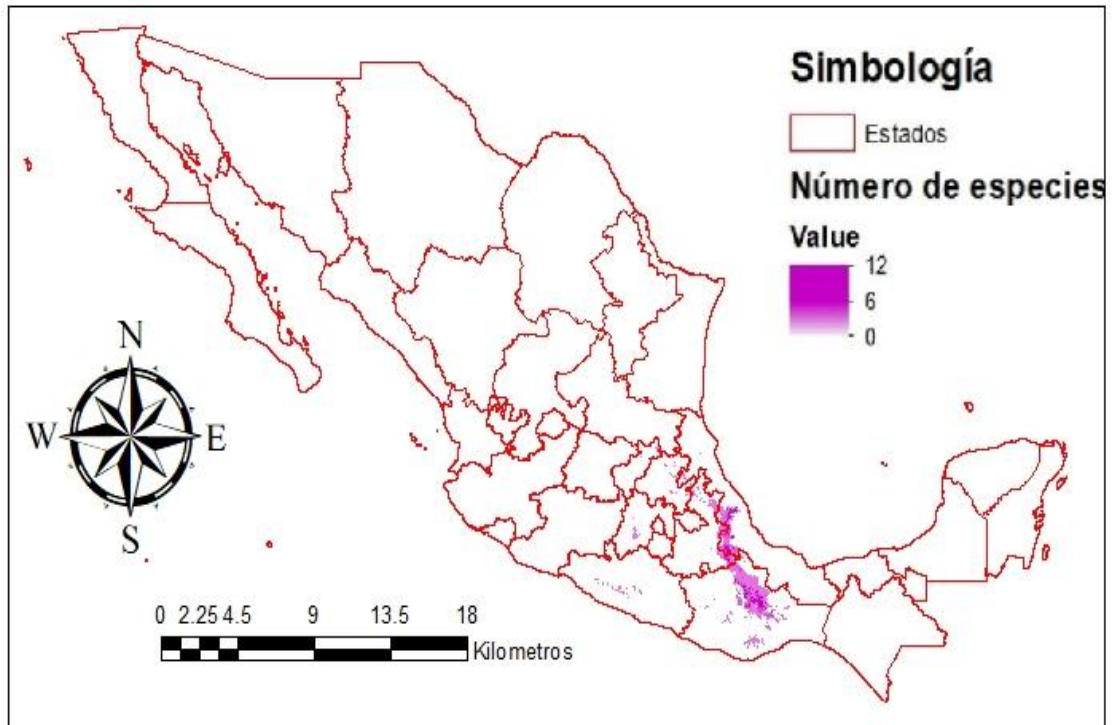 Simbología
Estados
Número de especies
Value
12
6
0
N
W E
S
0 2.25 4.5 9 13.5 18
Kilometros